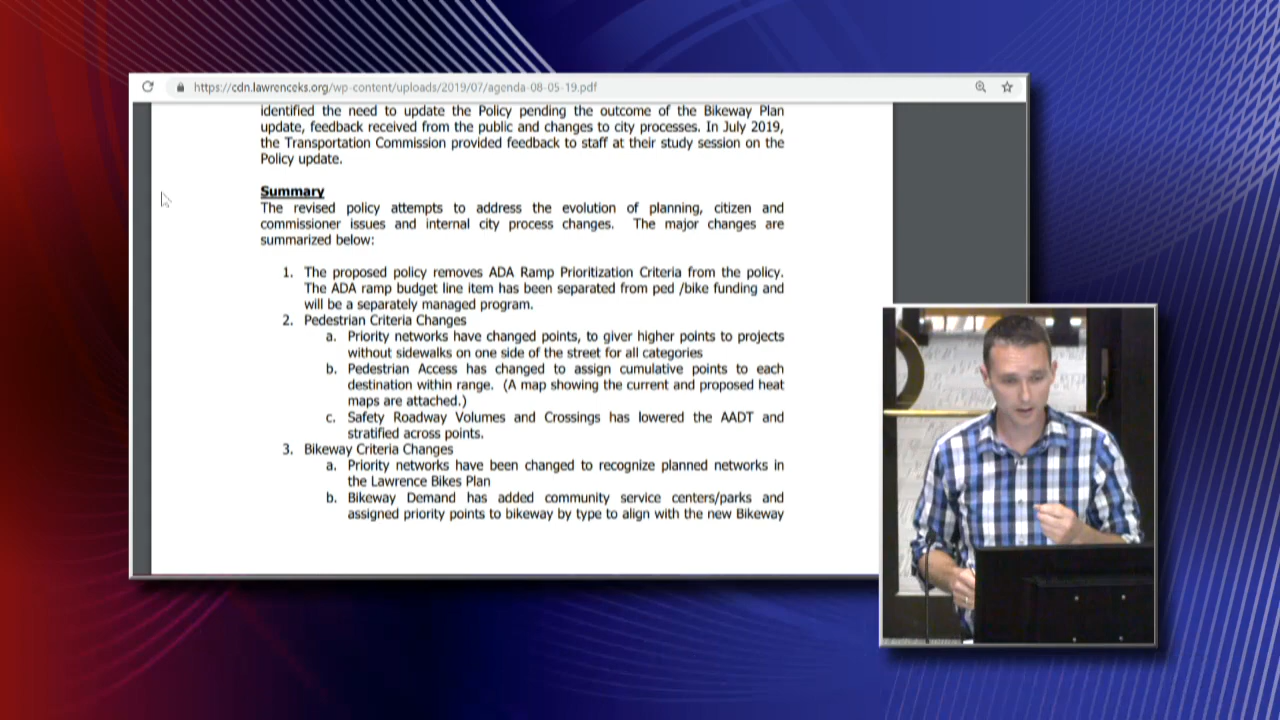 https://cdn.lawrenceks.org/wp-content/uploads/2019/07/agenda-08-05-19.pdf
identified the need to update the Policy pending the outcome of the Bikeway Plan
update, feedback received from the public and changes to city processes. In July 2019,
the Transportation Commission provided feedback to staff at their study session on the
Policy update.
Summary
The revised policy attempts to address the evolution of planning, citizen and
commissioner issues and internal city process changes. The major changes are
summarized below:
1. The proposed policy removes ADA Ramp Prioritization Criteria from the policy.
The ADA ramp budget line item has been separated from ped /bike funding and
will be a separately managed program.
2. Pedestrian Criteria Changes
a. Priority networks have changed points, to giver higher points to projects
without sidewalks on one side of the street for all categories
b. Pedestrian Access has changed to assign cumulative points to each
destination within range. (A map showing the current and proposed heat
maps are attached.)
c. Safety Roadway Volumes and Crossings has lowered the AADT and
stratified across points.
3. Bikeway Criteria Changes
a. Priority networks have been changed to recognize planned networks in
the Lawrence Bikes Plan
b. Bikeway Demand has added community service centers/parks and
assigned priority points to bikeway by type to align with the new Bikeway